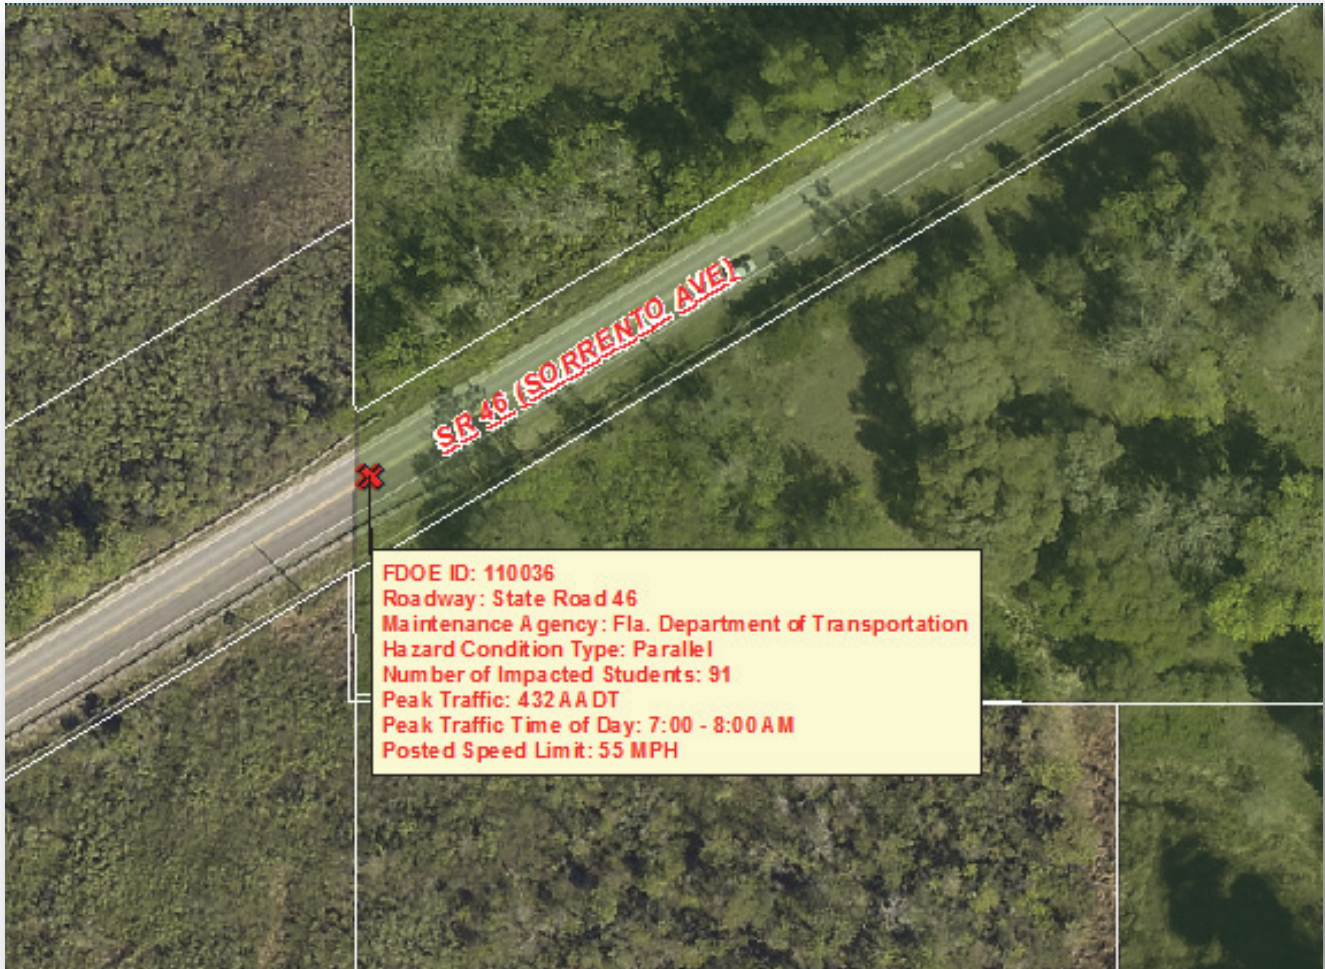 SR 46 (SORRENTO AVE)
FDOE ID: 110036
Roadway: State Road 46
Maintenance Agency: Fla. Department of Transportation
Hazard Condition Type: Parallel
Number of Impacted Students: 91
Peak Traffic: 432 AADT
Peak Traffic Time of Day: 7:00 - 8:00 AM
Posted Speed Limit: 55 MPH